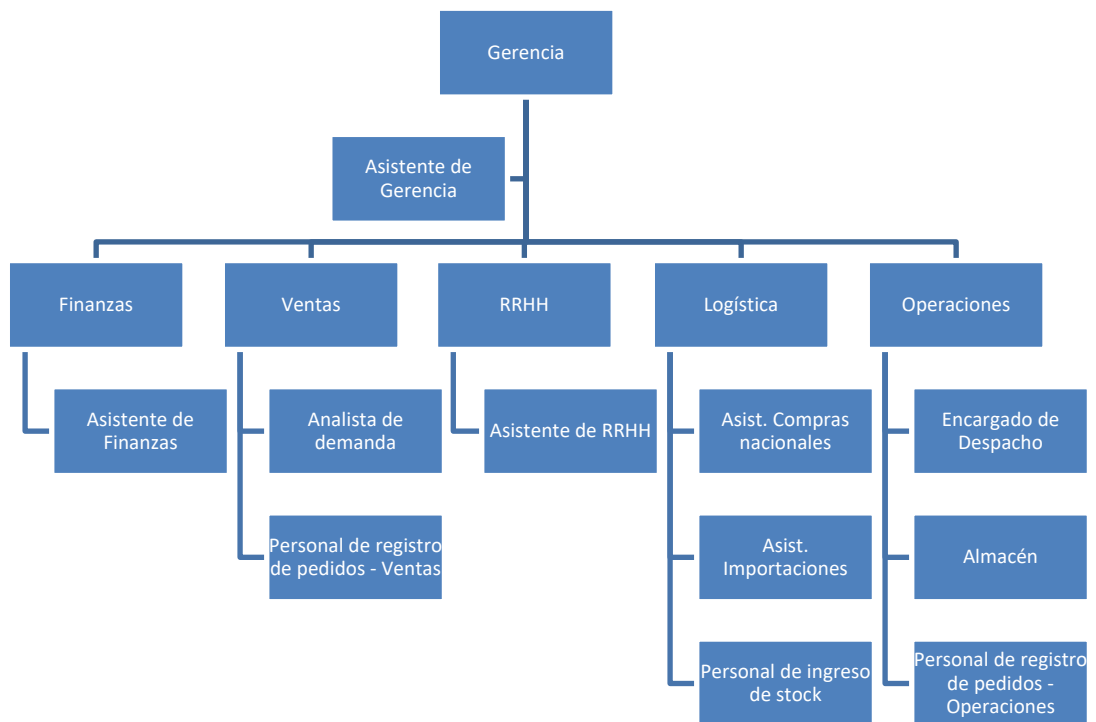 Gerencia
Asistente de
Gerencia
Finanzas
Ventas
RRHH
Logística
Operaciones
Asistente de
Finanzas
Analista de
demanda
Asistente de RRHH
Asist. Compras
nacionales
Encargado de
Despacho
Personal de registro
de pedidos - Ventas
Asist.
Importaciones
Almacén
Personal de ingreso
de stock
Personal de registro
de pedidos -
Operaciones